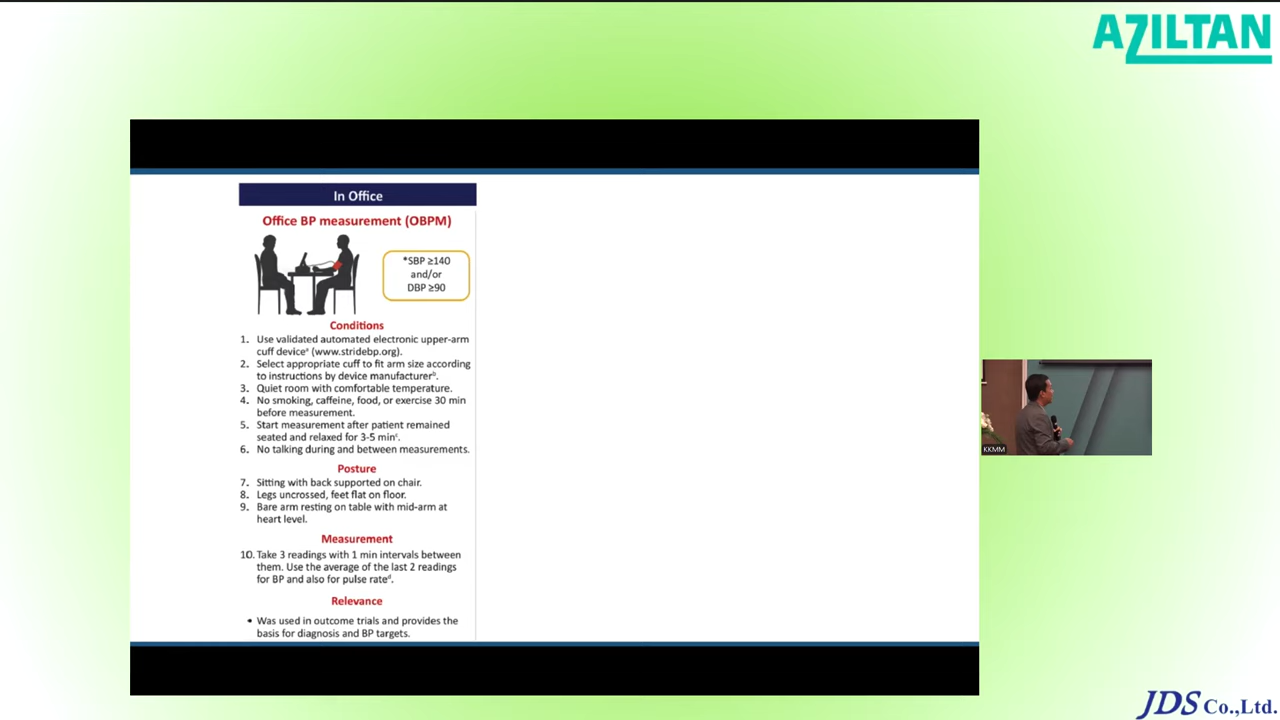 AZILTAN
In Office
Office BP measurement (OBPM)
*SBP ≥140
and/or
DBP ≥90
Conditions
1. Use validated automated electronic upper-arm
cuff deviceᵃ (www.stridebp.org).
2. Select appropriate cuff to fit arm size according
to instructions by device manufacturerᵇ.
3. Quiet room with comfortable temperature.
4. No smoking, caffeine, food, or exercise 30 min
before measurement.
5. Start measurement after patient remained
seated and relaxed for 3-5 minᶜ.
6. No talking during and between measurements.
Posture
7. Sitting with back supported on chair.
8. Legs uncrossed, feet flat on floor.
9. Bare arm resting on table with mid-arm at
heart level.
Measurement
10. Take 3 readings with 1 min intervals between
them. Use the average of the last 2 readings
for BP and also for pulse rateᵈ.
Relevance
• Was used in outcome trials and provides the
basis for diagnosis and BP targets.
KKMM
JDS Co.,Ltd.